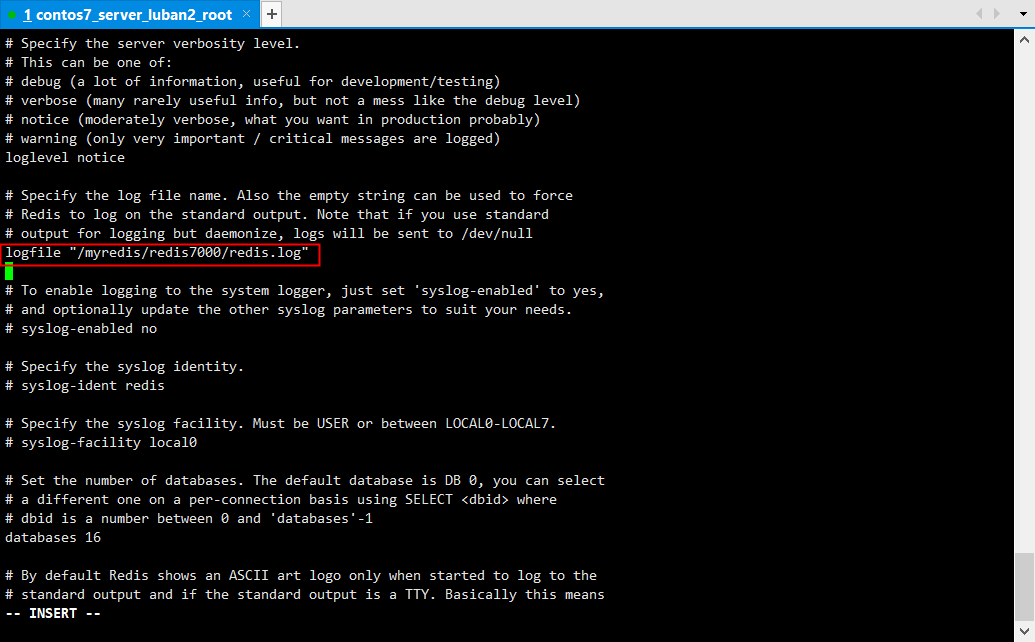 1 contos7_server_luban2_root × +
# Specify the server verbosity level.
# This can be one of:
# debug (a lot of information, useful for development/testing)
# verbose (many rarely useful info, but not a mess like the debug level)
# notice (moderately verbose, what you want in production probably)
# warning (only very important / critical messages are logged)
loglevel notice
# Specify the log file name. Also the empty string can be used to force
# Redis to log on the standard output. Note that if you use standard
# output for logging but daemonize, logs will be sent to /dev/null
logfile "/myredis/redis7000/redis.log"
# To enable logging to the system logger, just set 'syslog-enabled' to yes,
# and optionally update the other syslog parameters to suit your needs.
# syslog-enabled no
# Specify the syslog identity.
# syslog-ident redis
# Specify the syslog facility. Must be USER or between LOCAL0-LOCAL7.
# syslog-facility local0
# Set the number of databases. The default database is DB 0, you can select
# a different one on a per-connection basis using SELECT <dbid> where
# dbid is a number between 0 and 'databases'-1
databases 16
# By default Redis shows an ASCII art logo only when started to log to the
# standard output and if the standard output is a TTY. Basically this means
-- INSERT --